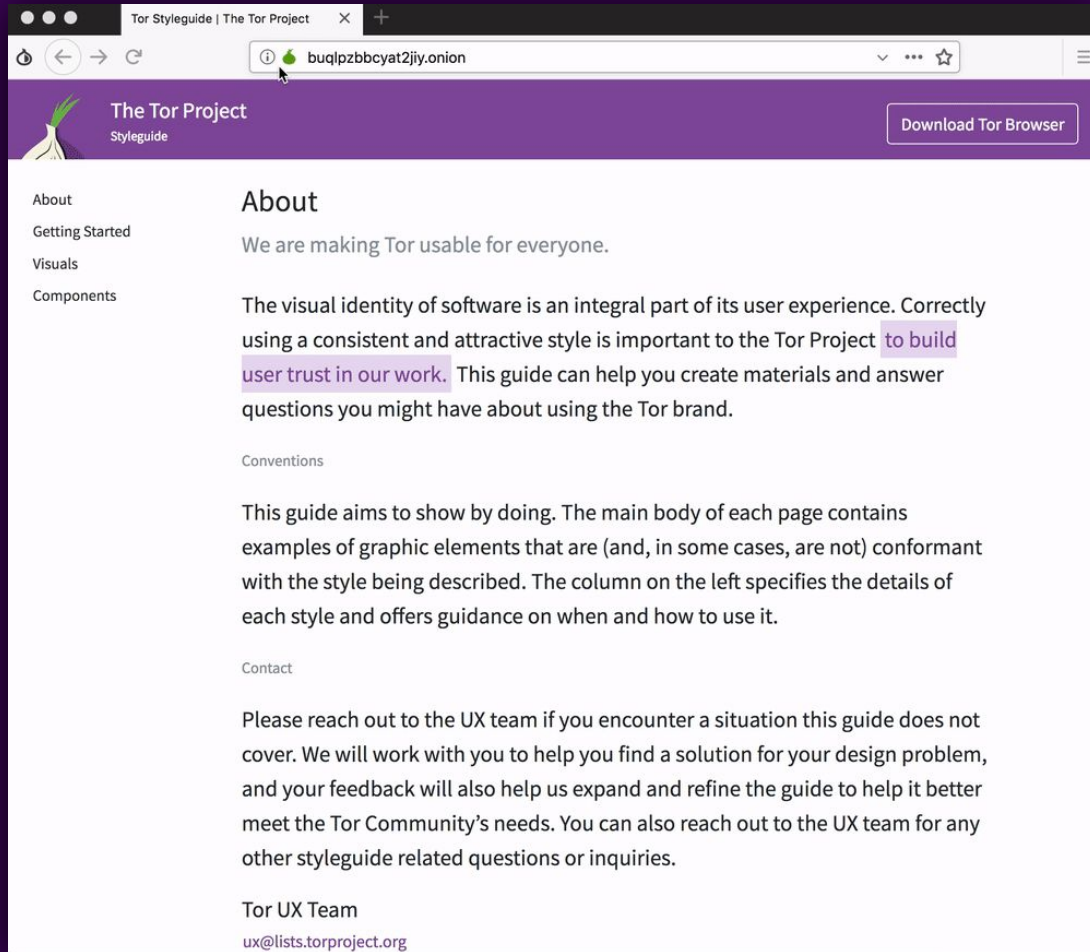 Tor Styleguide | The Tor Project
buqlpzbbcyat2jiy.onion
The Tor Project
Styleguide
Download Tor Browser
About
Getting Started
Visuals
Components
About
We are making Tor usable for everyone.
The visual identity of software is an integral part of its user experience. Correctly
using a consistent and attractive style is important to the Tor Project to build
user trust in our work. This guide can help you create materials and answer
questions you might have about using the Tor brand.
Conventions
This guide aims to show by doing. The main body of each page contains
examples of graphic elements that are (and, in some cases, are not) conformant
with the style being described. The column on the left specifies the details of
each style and offers guidance on when and how to use it.
Contact
Please reach out to the UX team if you encounter a situation this guide does not
cover. We will work with you to help you find a solution for your design problem,
and your feedback will also help us expand and refine the guide to help it better
meet the Tor Community’s needs. You can also reach out to the UX team for any
other styleguide related questions or inquiries.
Tor UX Team
ux@lists.torproject.org